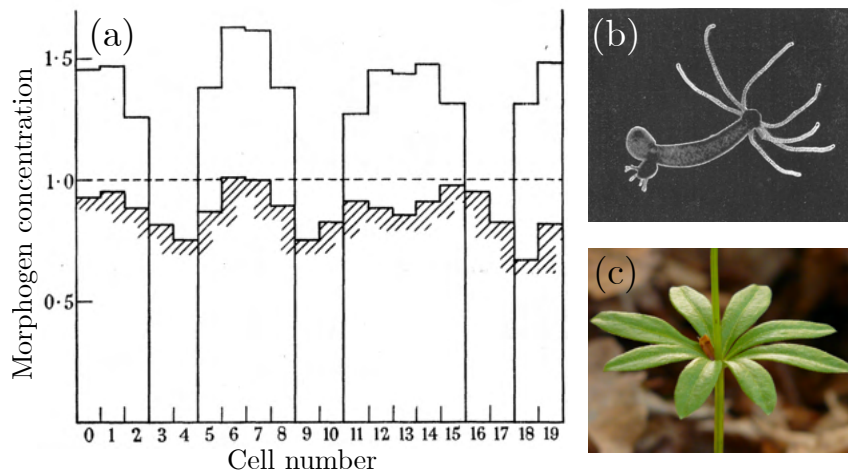 (a)
(b)
(c)
Morphogen concentration
1·5
1·0
0·5
0 1 2 3 4 5 6 7 8 9 10 11 12 13 14 15 16 17 18 19
Cell number